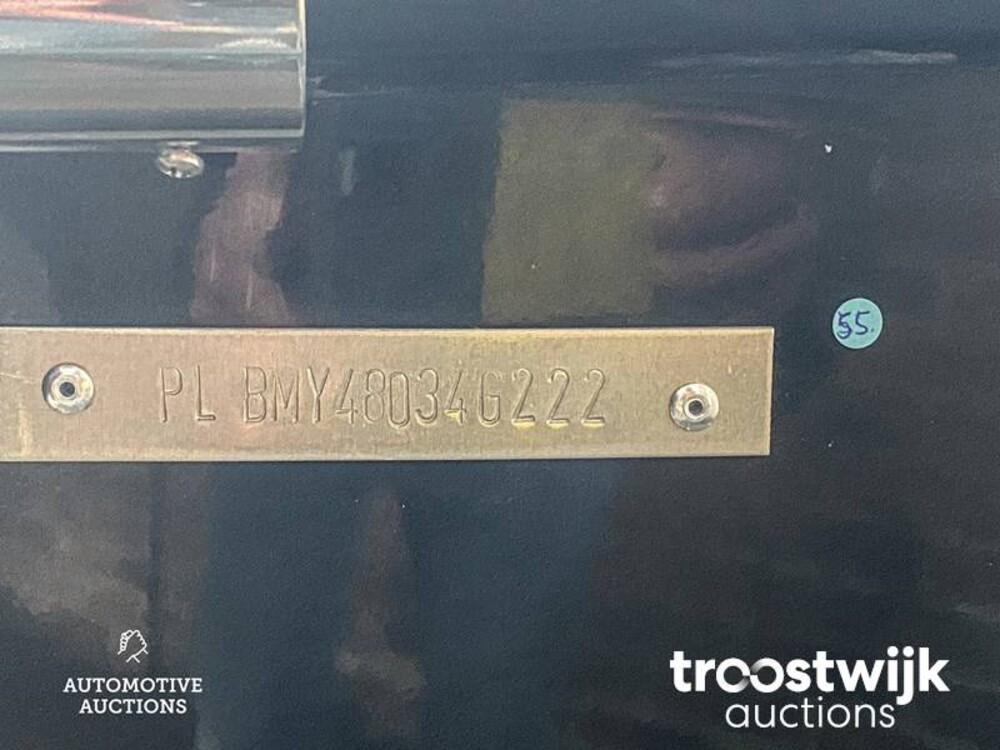 55.
PL BMY48034G222
AUTOMOTIVE
AUCTIONS
troostwijk
auctions